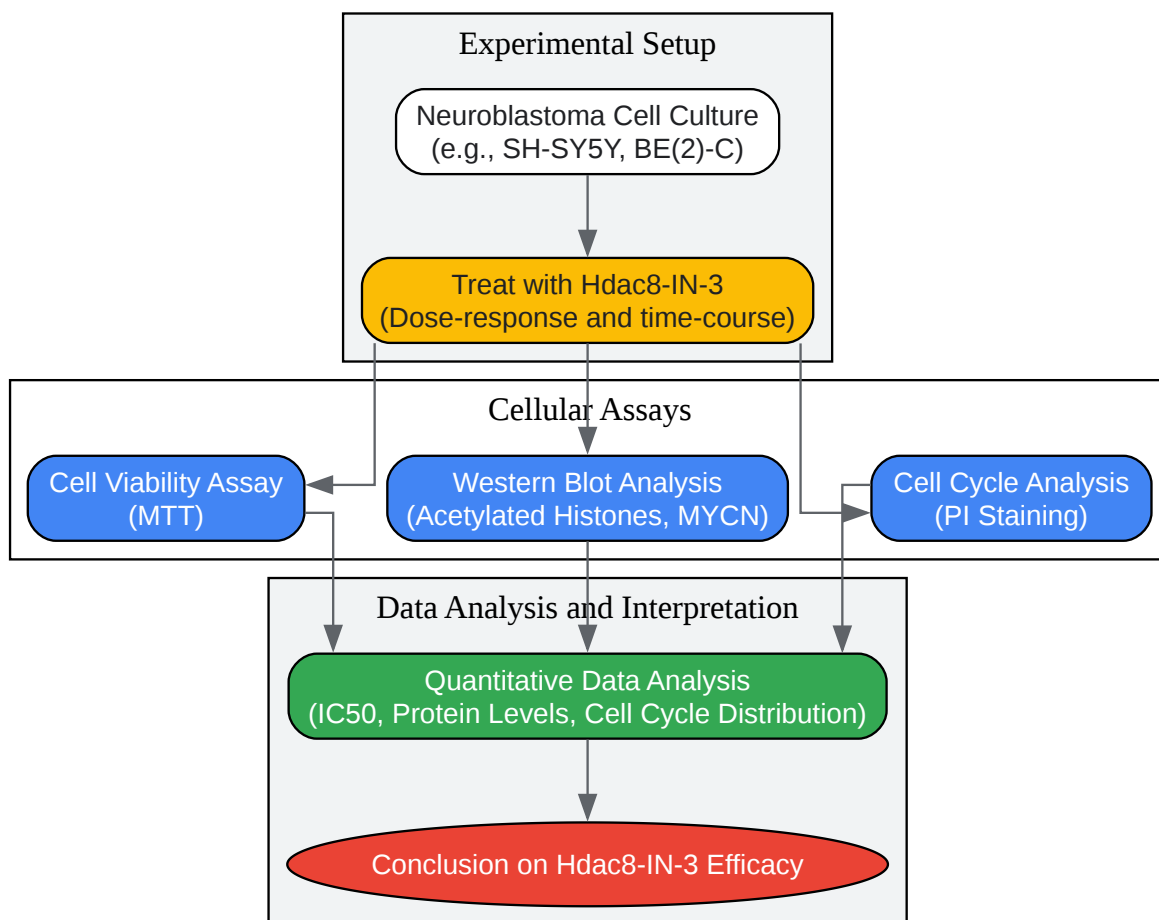 Experimental Setup
Neuroblastoma Cell Culture
(e.g., SH-SY5Y, BE(2)-C)
Treat with Hdac8-IN-3
(Dose-response and time-course)
Cellular Assays
Cell Viability Assay
(MTT)
Western Blot Analysis
(Acetylated Histones, MYCN)
Cell Cycle Analysis
(PI Staining)
Data Analysis and Interpretation
Quantitative Data Analysis
(IC50, Protein Levels, Cell Cycle Distribution)
Conclusion on Hdac8-IN-3 Efficacy